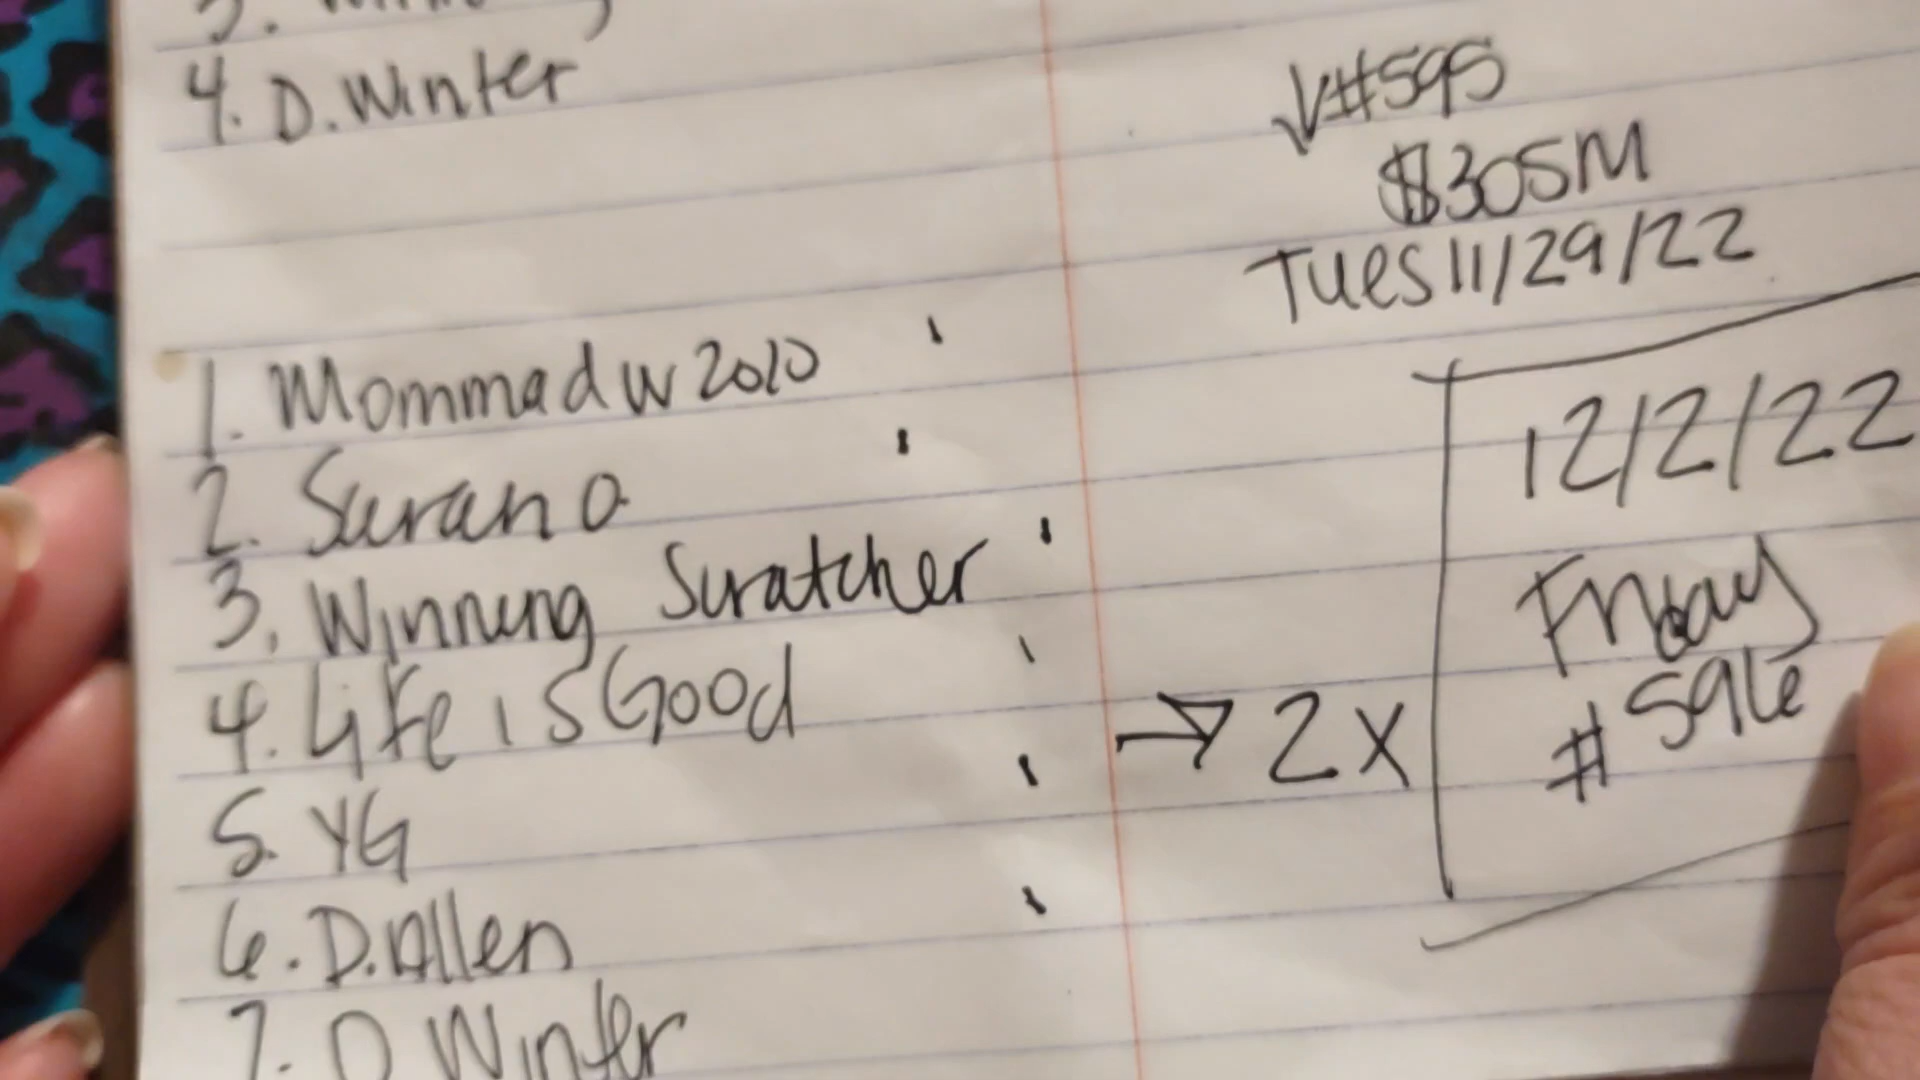 4. D. Winter
↓#595
$305M
Tues 11/29/22
1. Mommadw2010
2. Suran O
3. Winning Scratcher
4. Life is Good
5. YG
6. D. Allen
7. D Winter
→ 2X
12/2/22
Friday
# 596